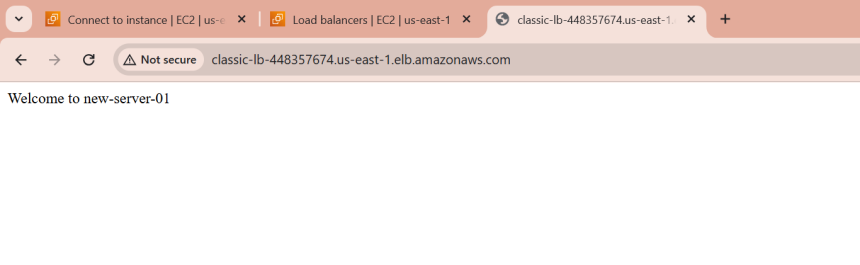 Connect to instance | EC2 | us-e
Load balancers | EC2 | us-east-1
classic-lb-448357674.us-east-1.
Not secure
classic-lb-448357674.us-east-1.elb.amazonaws.com
Welcome to new-server-01